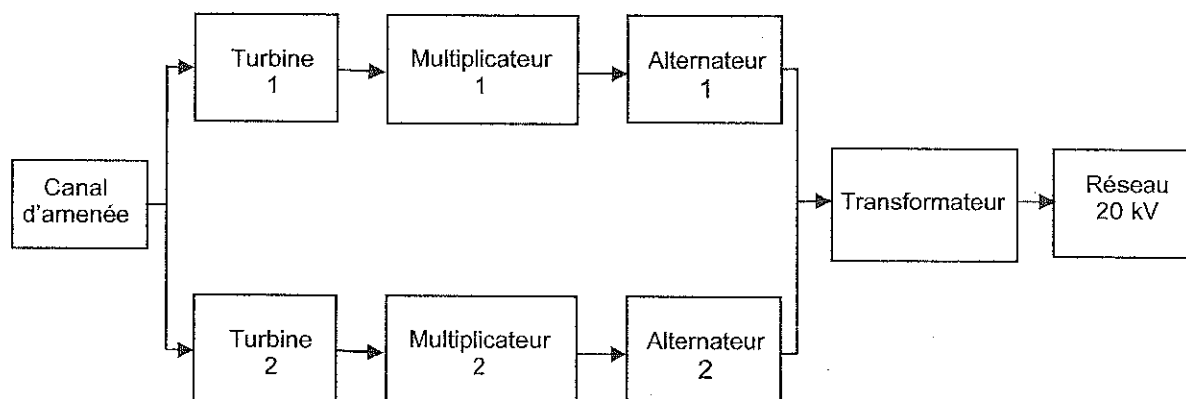 Turbine
1
Multiplicateur
1
Alternateur
1
Canal
d'amenée
Transformateur
Réseau
20 kV
Turbine
2
Multiplicateur
2
Alternateur
2